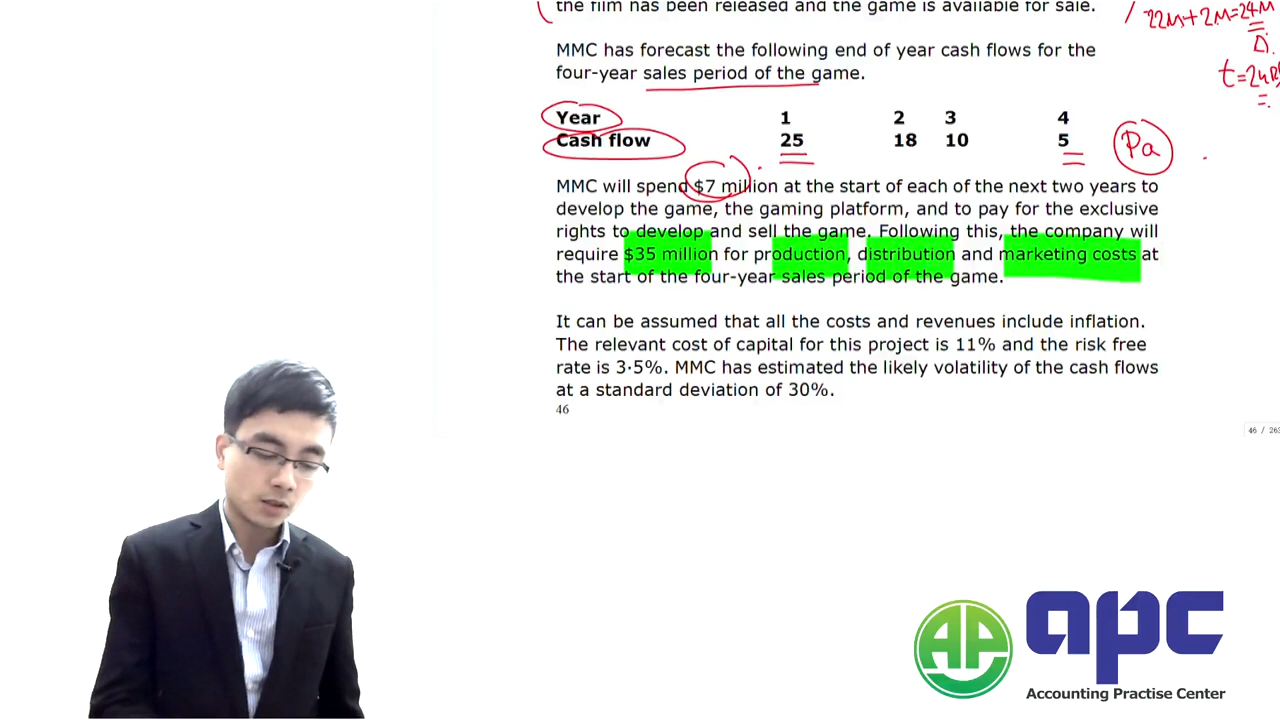 the film has been released and the game is available for sale.
22M+2M=24M
MMC has forecast the following end of year cash flows for the
four-year sales period of the game.
Year 1 2 3 4
Cash flow 25 18 10 5
Pa
MMC will spend $7 million at the start of each of the next two years to
develop the game, the gaming platform, and to pay for the exclusive
rights to develop and sell the game. Following this, the company will
require $35 million for production, distribution and marketing costs at
the start of the four-year sales period of the game.
It can be assumed that all the costs and revenues include inflation.
The relevant cost of capital for this project is 11% and the risk free
rate is 3·5%. MMC has estimated the likely volatility of the cash flows
at a standard deviation of 30%.
46
46 / 263
AP
apc
Accounting Practise Center